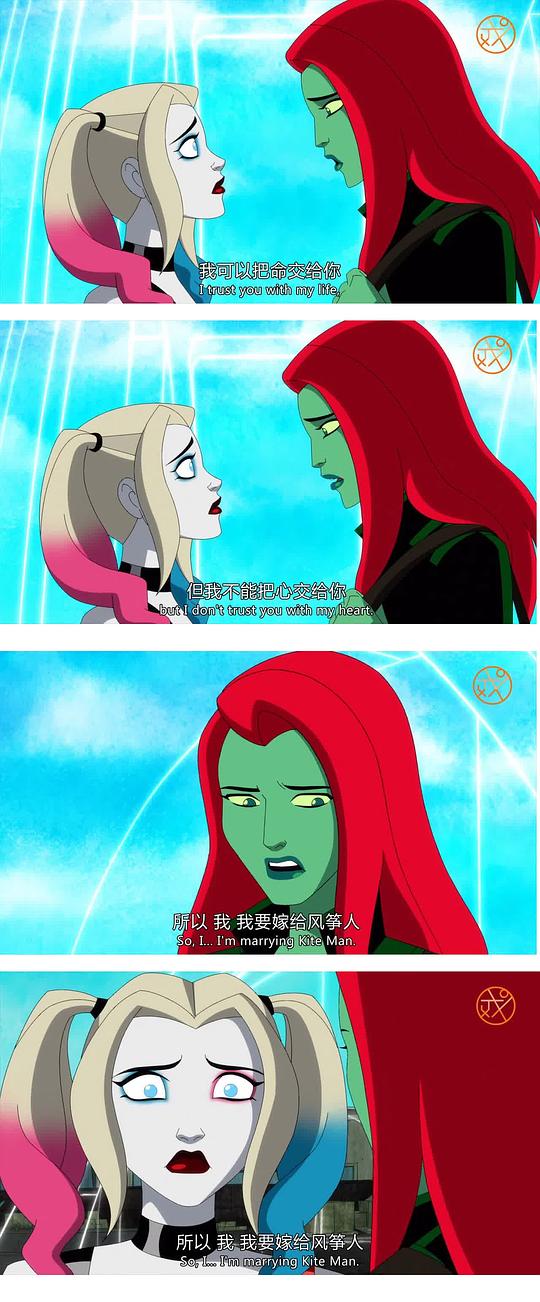 我可以把命交给你
I trust you with my life,
但我不能把心交给你
but I don't trust you with my heart.
所以 我 我要嫁给风筝人
So, I... I'm marrying Kite Man.
所以 我 我要嫁给风筝人
So, I... I'm marrying Kite Man.